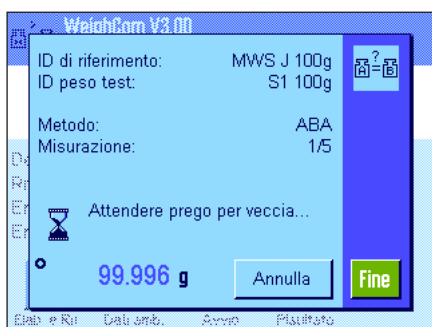 WeighCom V3.00
ID di riferimento: MWS J 100g
ID peso test: S1 100g
Metodo: ABA
Misurazione: 1/5
Attendere prego per veccia...
99.996 g
Annulla
Fine
A ? = B
Dati amb. Avvio Risultato